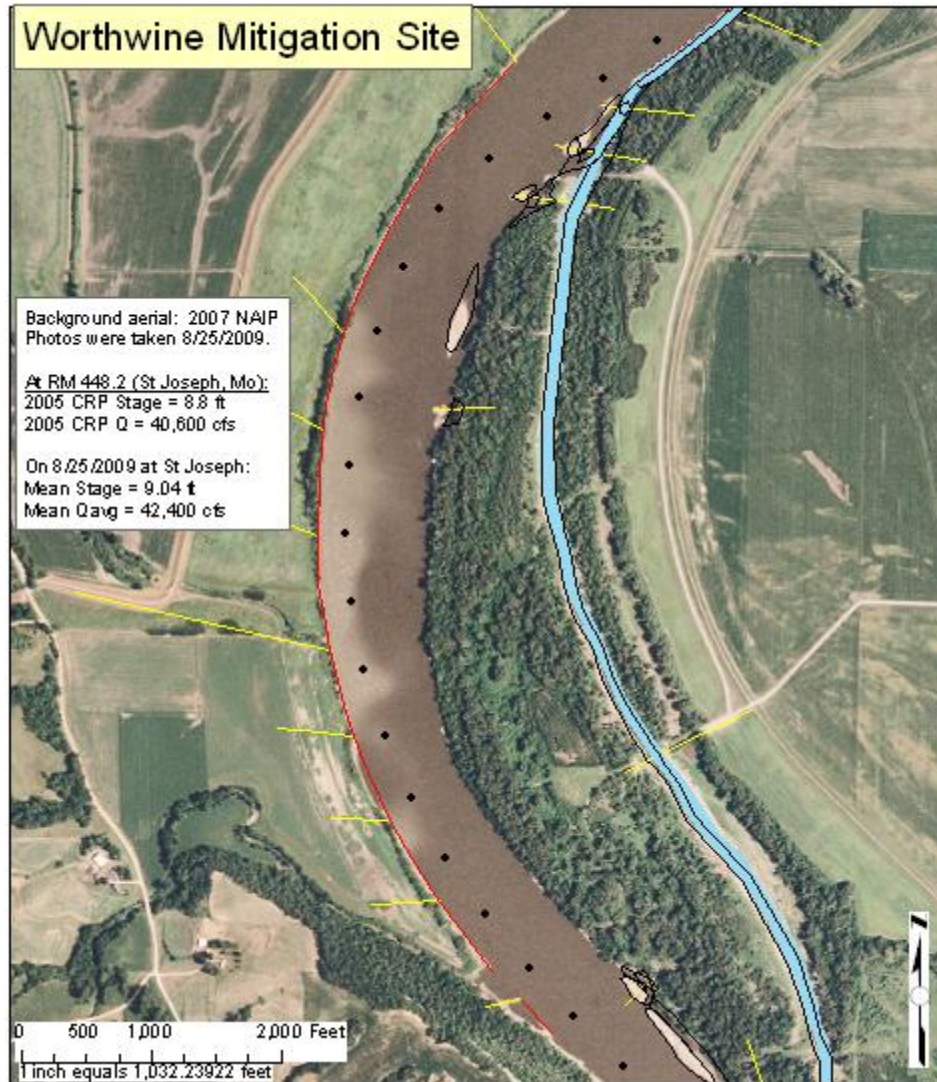 Worthwine Mitigation Site
Background aerial: 2007 NAIP
Photos were taken 8/25/2009.
At RM 448.2 (St Joseph, Mo):
2005 CRP Stage = 8.8 ft
2005 CRP Q = 40,600 cfs
On 8/25/2009 at St Joseph:
Mean Stage = 9.04 ft
Mean Qavg = 42,400 cfs
0 500 1,000 2,000 Feet
1 inch equals 1,032.23922 feet